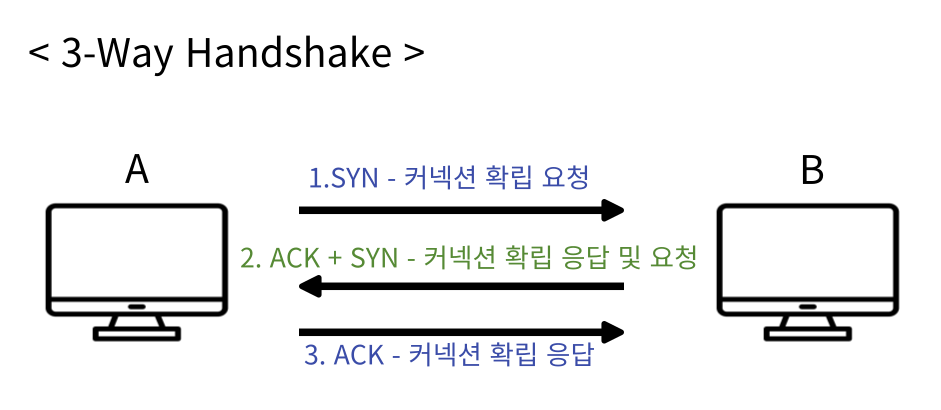 < 3-Way Handshake >
A
B
1.SYN - 커넥션 확립 요청
2. ACK + SYN - 커넥션 확립 응답 및 요청
3. ACK - 커넥션 확립 응답